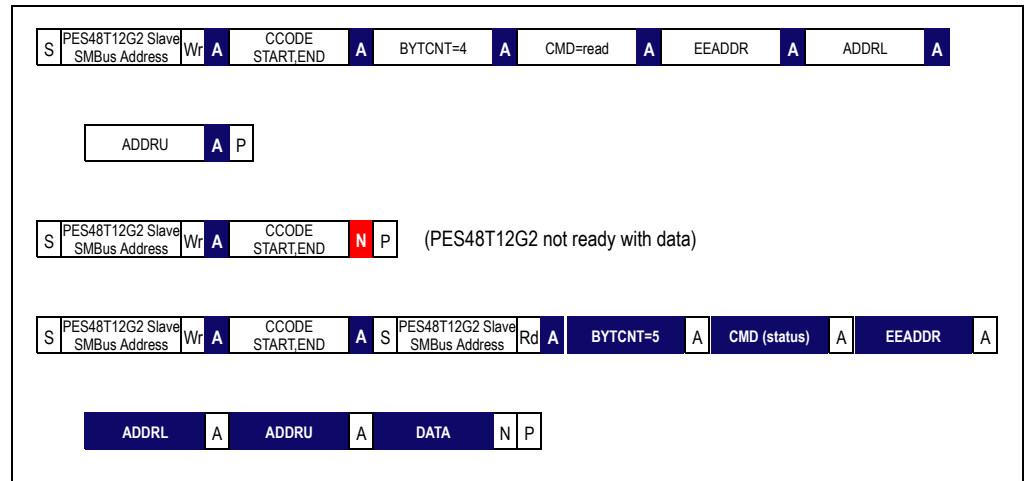 S PES48T12G2 Slave SMBus Address Wr A CCODE START,END A BYTCNT=4 A CMD=read A EEADDR A ADDRL A
ADDRU A P
S PES48T12G2 Slave SMBus Address Wr A CCODE START,END N P (PES48T12G2 not ready with data)
S PES48T12G2 Slave SMBus Address Wr A CCODE START,END A S PES48T12G2 Slave SMBus Address Rd A BYTCNT=5 A CMD (status) A EEADDR A
ADDRL A ADDRU A DATA N P